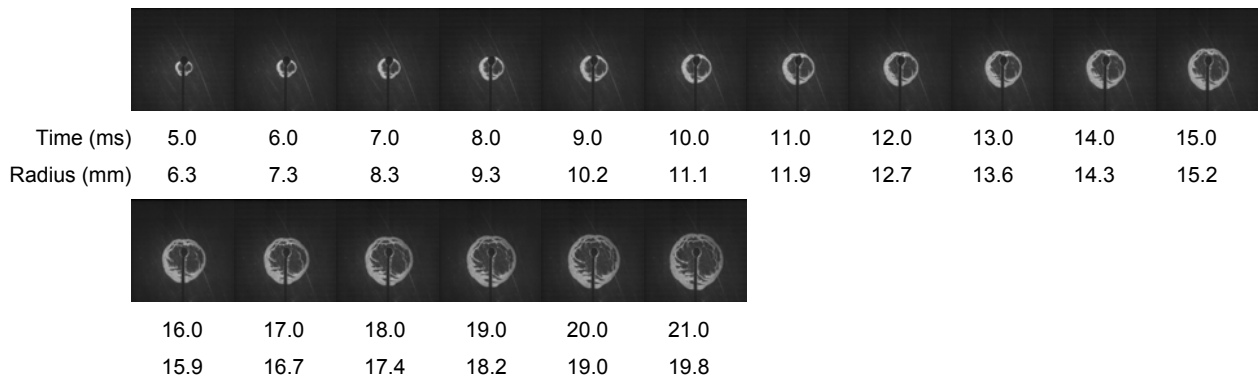 Time (ms) 5.0 6.0 7.0 8.0 9.0 10.0 11.0 12.0 13.0 14.0 15.0
Radius (mm) 6.3 7.3 8.3 9.3 10.2 11.1 11.9 12.7 13.6 14.3 15.2
16.0 17.0 18.0 19.0 20.0 21.0
15.9 16.7 17.4 18.2 19.0 19.8